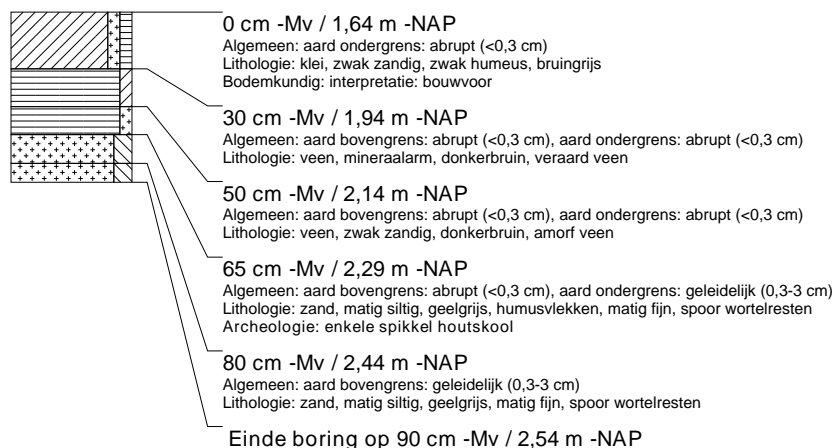 0 cm -Mv / 1,64 m -NAP
Algemeen: aard ondergrens: abrupt (<0,3 cm)
Lithologie: klei, zwak zandig, zwak humeus, bruingrijs
Bodemkundig: interpretatie: bouwvoor
30 cm -Mv / 1,94 m -NAP
Algemeen: aard bovengrens: abrupt (<0,3 cm), aard ondergrens: abrupt (<0,3 cm)
Lithologie: veen, mineraalarm, donkerbruin, veraard veen
50 cm -Mv / 2,14 m -NAP
Algemeen: aard bovengrens: abrupt (<0,3 cm), aard ondergrens: abrupt (<0,3 cm)
Lithologie: veen, zwak zandig, donkerbruin, amorf veen
65 cm -Mv / 2,29 m -NAP
Algemeen: aard bovengrens: abrupt (<0,3 cm), aard ondergrens: geleidelijk (0,3-3 cm)
Lithologie: zand, matig siltig, geelgrijs, humusvlekken, matig fijn, spoor wortelresten
Archeologie: enkele spikkel houtskool
80 cm -Mv / 2,44 m -NAP
Algemeen: aard bovengrens: geleidelijk (0,3-3 cm)
Lithologie: zand, matig siltig, geelgrijs, matig fijn, spoor wortelresten
Einde boring op 90 cm -Mv / 2,54 m -NAP